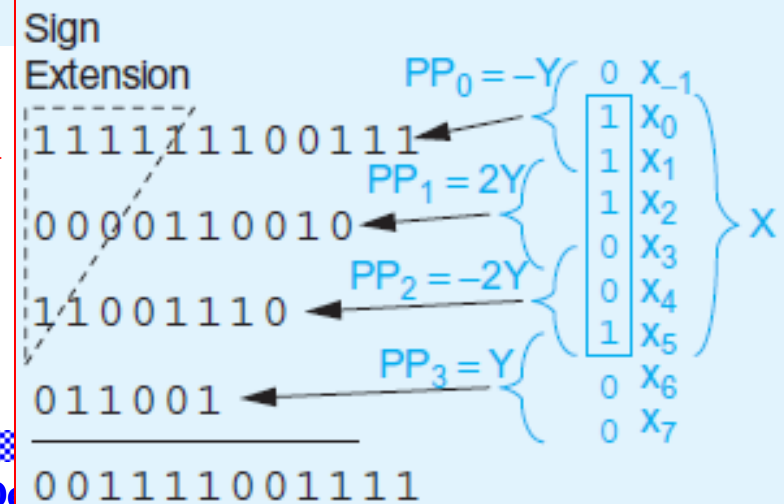 Sign
Extension
PP0 = –Y
0 x–1
1 x0
111111100111
1 x1
PP1 = 2Y
1 x2
0000110010
0 x3
X
PP2 = –2Y
0 x4
11001110
1 x5
PP3 = Y
0 x6
011001
0 x7
001111001111